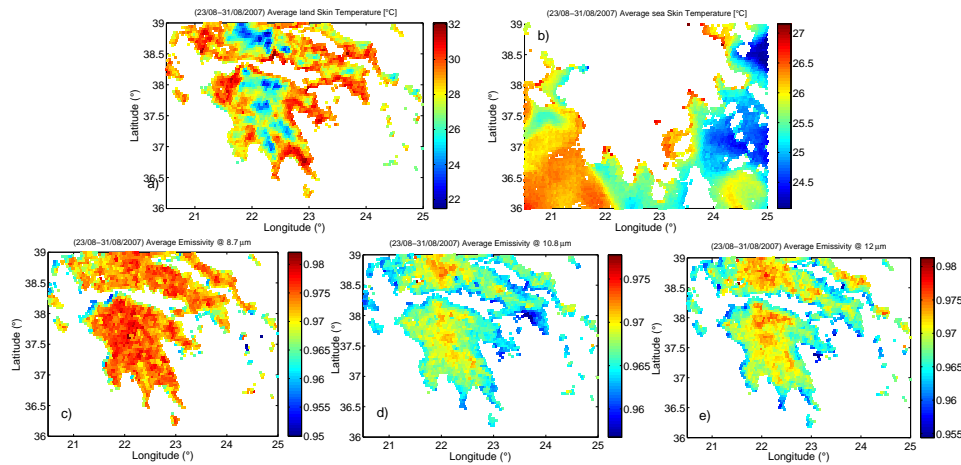 (23/08−31/08/2007) Average land Skin Temperature [°C]
39
38.5
38
37.5
37
36.5
36
Latitude (°)
a)
21 22 23 24 25
Longitude (°)
32
30
28
26
24
22
(23/08−31/08/2007) Average sea Skin Temperature [°C]
b)
39
38.5
38
37.5
37
36.5
36
Latitude (°)
21 22 23 24 25
Longitude (°)
27
26.5
26
25.5
25
24.5
(23/08−31/08/2007) Average Emissivity @ 8.7 µm
39
38.5
38
37.5
37
36.5
36
Latitude (°)
c)
21 22 23 24 25
Longitude (°)
0.98
0.975
0.97
0.965
0.96
0.955
0.95
(23/08−31/08/2007) Average Emissivity @ 10.8 µm
39
38.5
38
37.5
37
36.5
36
Latitude (°)
d)
21 22 23 24 25
Longitude (°)
0.975
0.97
0.965
0.96
(23/08−31/08/2007) Average Emissivity @ 12 µm
39
38.5
38
37.5
37
36.5
36
Latitude (°)
e)
21 22 23 24 25
Longitude (°)
0.98
0.975
0.97
0.965
0.96
0.955